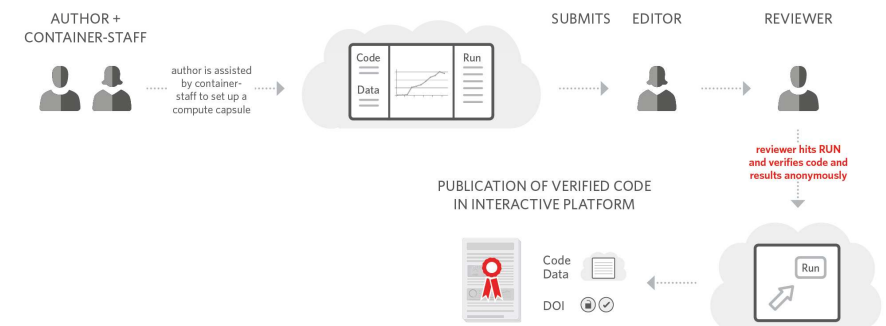 AUTHOR +
CONTAINER-STAFF
author is assisted
by container-
staff to set up a
compute capsule
Code
Data
Run
SUBMITS
EDITOR
REVIEWER
reviewer hits RUN
and verifies code and
results anonymously
Run
PUBLICATION OF VERIFIED CODE
IN INTERACTIVE PLATFORM
Code
Data
DOI